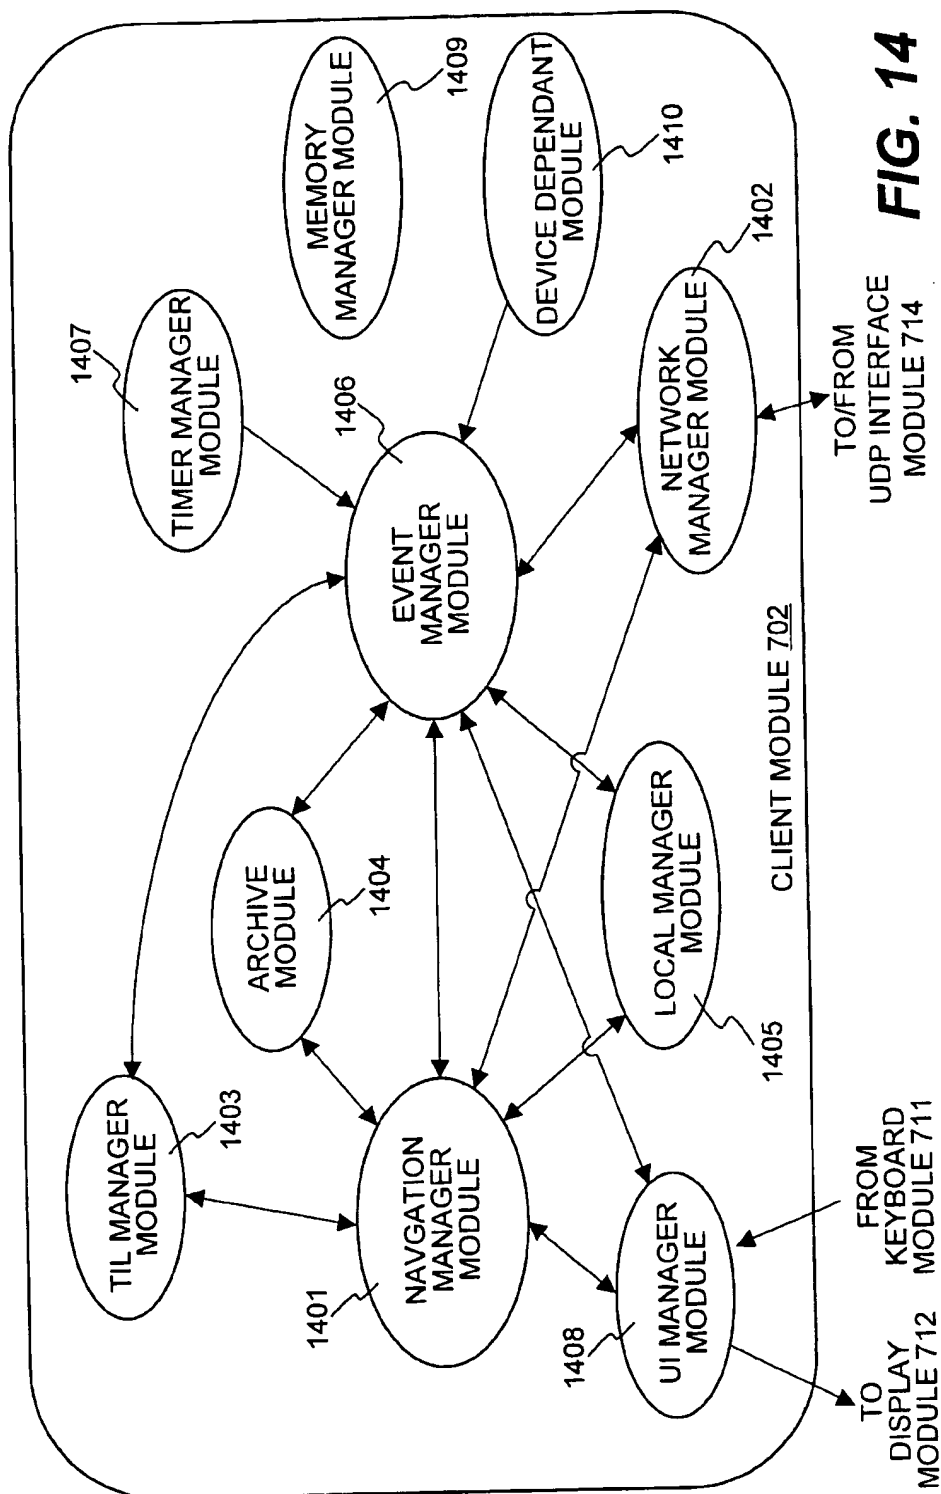 TIL MANAGER
MODULE
1403
ARCHIVE
MODULE
1404
1407
TIMER MANAGER
MODULE
MEMORY
MANAGER MODULE
1409
1401
NAVGATION
MANAGER
MODULE
EVENT
MANAGER
MODULE
1406
DEVICE DEPENDANT
MODULE
1410
1408
UI MANAGER
MODULE
LOCAL MANAGER
MODULE
1405
NETWORK
MANAGER MODULE
1402
CLIENT MODULE 702
TO
DISPLAY
MODULE 712
FROM
KEYBOARD
MODULE 711
TO/FROM
UDP INTERFACE
MODULE 714
FIG. 14